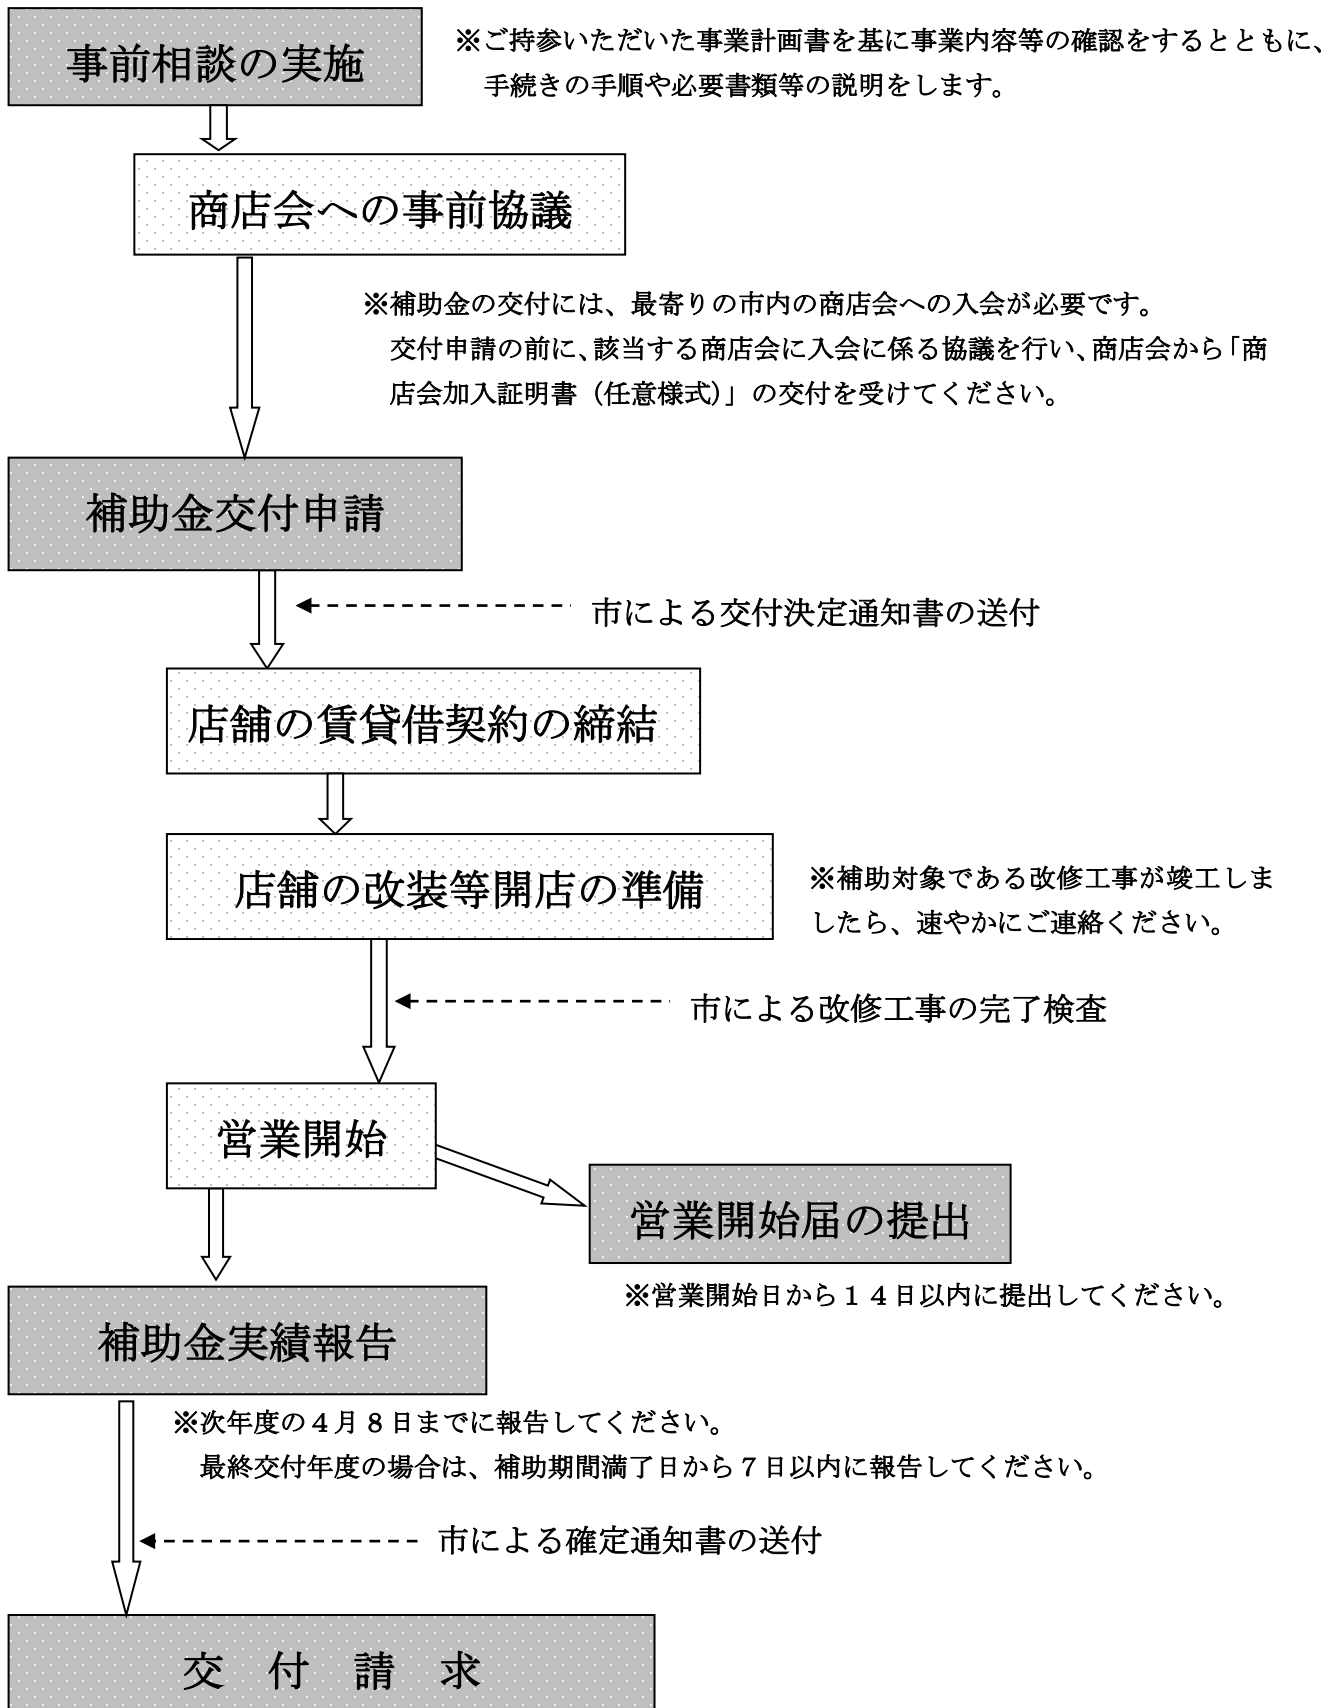 事前相談の実施
※ご持参いただいた事業計画書を基に事業内容等の確認をするとともに、
手続きの手順や必要書類等の説明をします。
商店会への事前協議
※補助金の交付には、最寄りの市内の商店会への入会が必要です。
交付申請の前に、該当する商店会に入会に係る協議を行い、商店会から「商
店会加入証明書（任意様式）」の交付を受けてください。
補助金交付申請
市による交付決定通知書の送付
店舗の賃貸借契約の締結
店舗の改装等開店の準備
※補助対象である改修工事が竣工しま
したら、速やかにご連絡ください。
市による改修工事の完了検査
営業開始
営業開始届の提出
※営業開始日から１４日以内に提出してください。
補助金実績報告
※次年度の４月８日までに報告してください。
最終交付年度の場合は、補助期間満了日から７日以内に報告してください。
市による確定通知書の送付
交　付　請　求